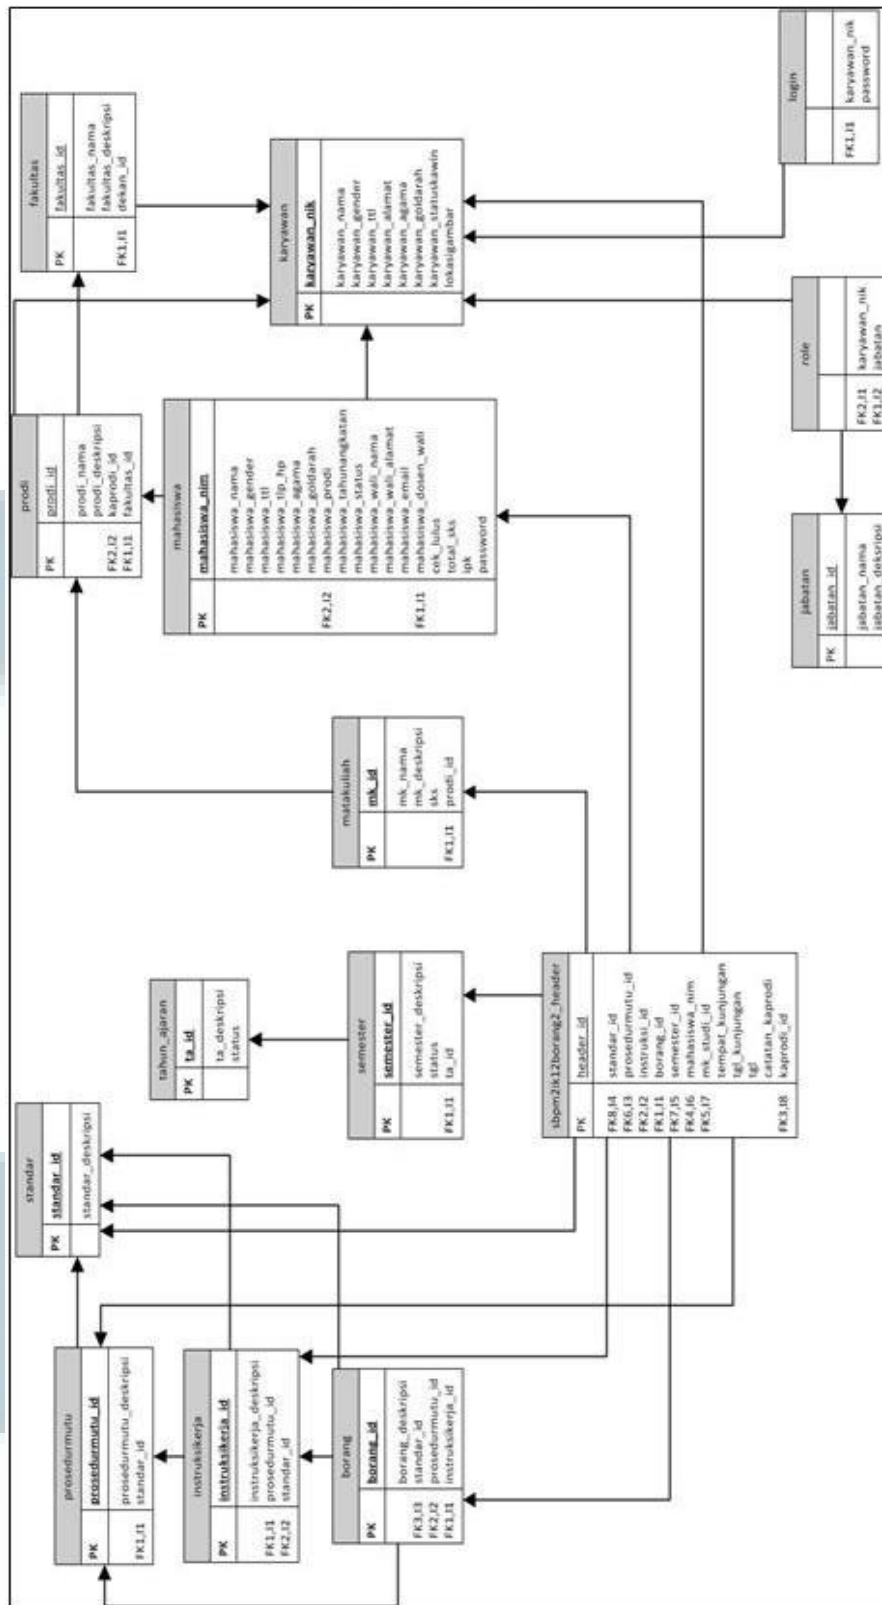 prosedurmutu
PK prosedurmutu_id
prosedurmutu_deskripsi
FK1,I1 standar_id
standar
PK standar_id
standar_deskripsi
prodi
PK prodi_id
prodi_nama
prodi_deskripsi
FK2,I2 kaprodi_id
FK1,I1 fakultas_id
fakultas
PK fakultas_id
fakultas_nama
fakultas_deskripsi
FK1,I1 dekan_id
instruksikerja
PK instruksikerja_id
instruksikerja_deskripsi
FK1,I1 prosedurmutu_id
FK2,I2 standar_id
tahun_ajaran
PK ta_id
ta_deskripsi
status
mahasiswa
PK mahasiswa_nim
mahasiswa_nama
mahasiswa_gender
mahasiswa_ttl
mahasiswa_tlp_hp
mahasiswa_agama
mahasiswa_goldarah
FK2,I2 mahasiswa_prodi
mahasiswa_tahunangkatan
mahasiswa_status
mahasiswa_wali_nama
mahasiswa_wali_alamat
mahasiswa_email
FK1,I1 mahasiswa_dosen_wali
cek_lulus
total_sks
ipk
password
karyawan
PK karyawan_nik
karyawan_nama
karyawan_gender
karyawan_ttl
karyawan_alamat
karyawan_agama
karyawan_goldarah
karyawan_statuskawin
lokasigambar
borang
PK borang_id
borang_deskripsi
FK3,I3 standar_id
FK2,I2 prosedurmutu_id
FK1,I1 instruksikerja_id
semester
PK semester_id
semester_deskripsi
status
FK1,I1 ta_id
matakuliah
PK mk_id
mk_nama
mk_deskripsi
sks
FK1,I1 prodi_id
sbpm2ik12borang2_header
PK header_id
FK8,I4 standar_id
FK6,I3 prosedurmutu_id
FK2,I2 instruksi_id
FK1,I1 borang_id
FK7,I5 semester_id
FK4,I6 mahasiswa_nim
FK5,I7 mk_studi_id
tempat_kunjungan
tgl_kunjungan
tgl
catatan_kaprodi
FK3,I8 kaprodi_id
jabatan
PK jabatan_id
jabatan_nama
jabatan_deksripsi
role
FK2,I1 karyawan_nik
FK1,I2 jabatan
login
FK1,I1 karyawan_nik
password